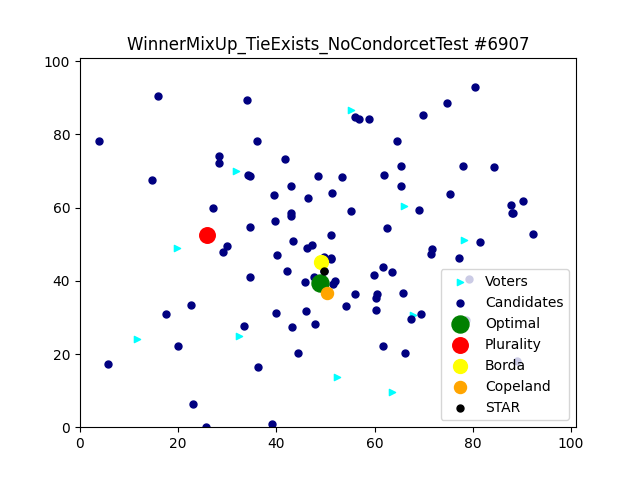 WinnerMixUp_TieExists_NoCondorcetTest #6907
100
80
60
40
20
0
0 20 40 60 80 100
Voters
Candidates
Optimal
Plurality
Borda
Copeland
STAR